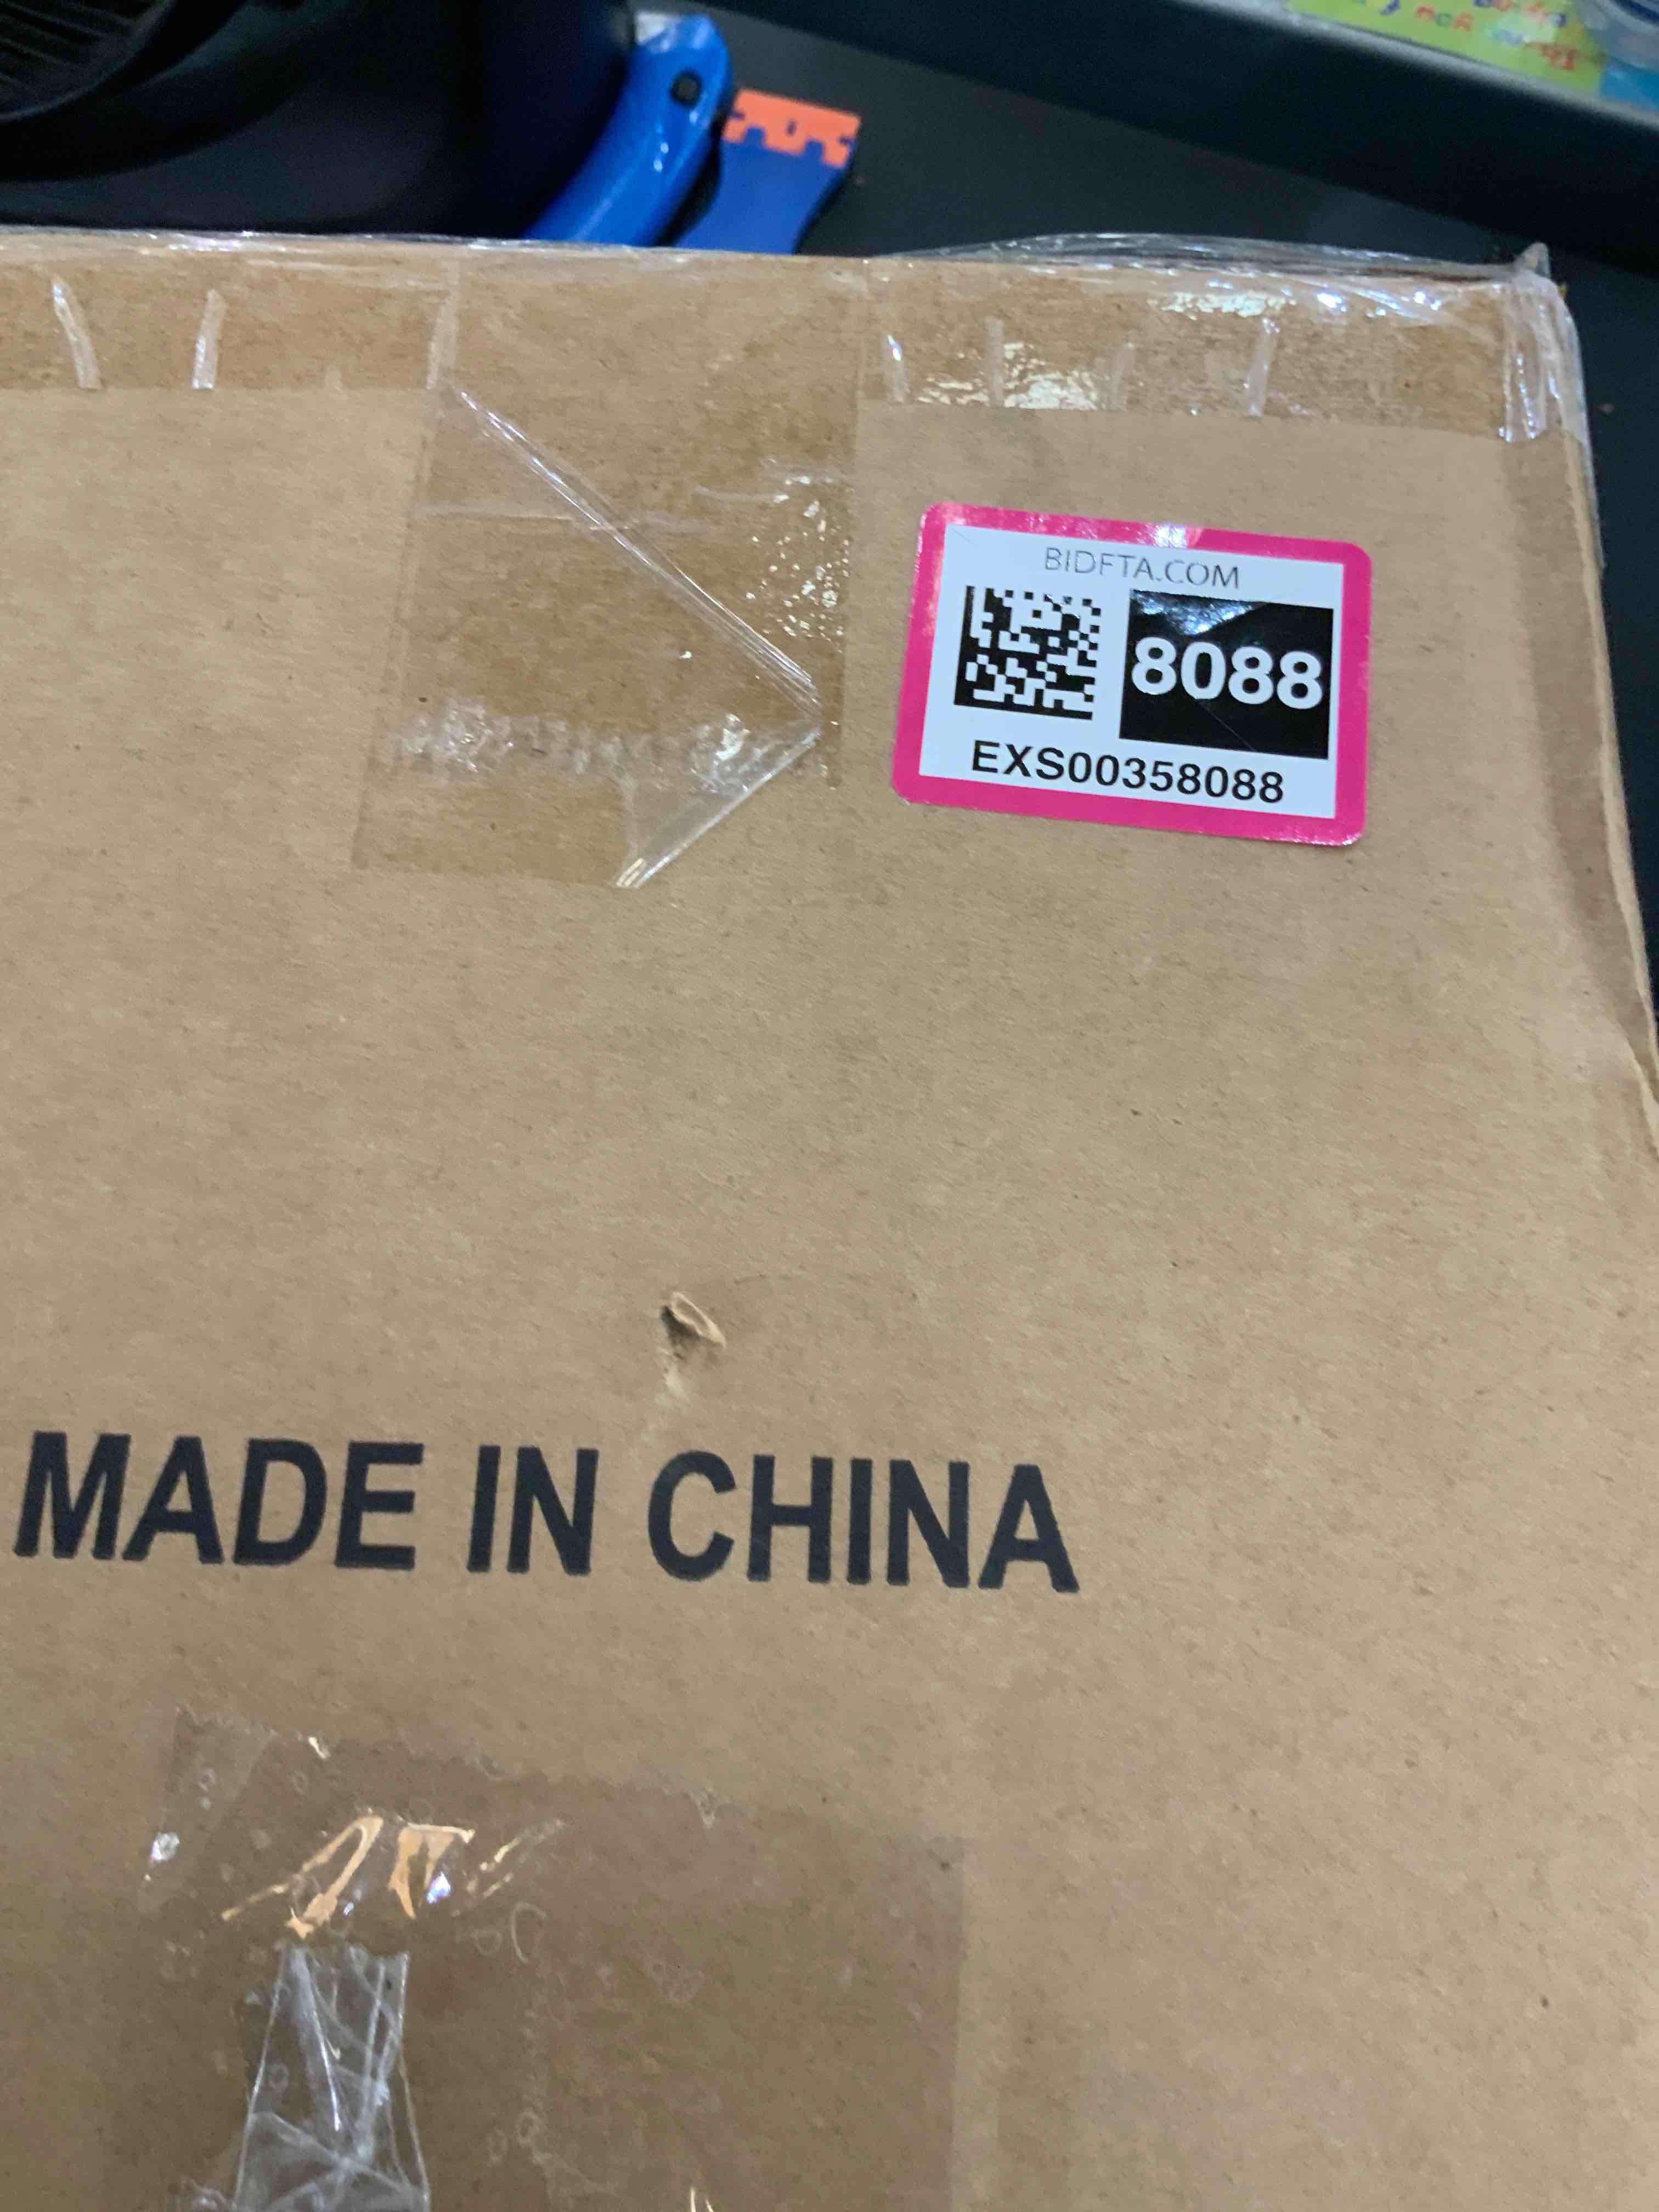 BIDFTA.COM
8088
EXS00358088
MADE IN CHINA